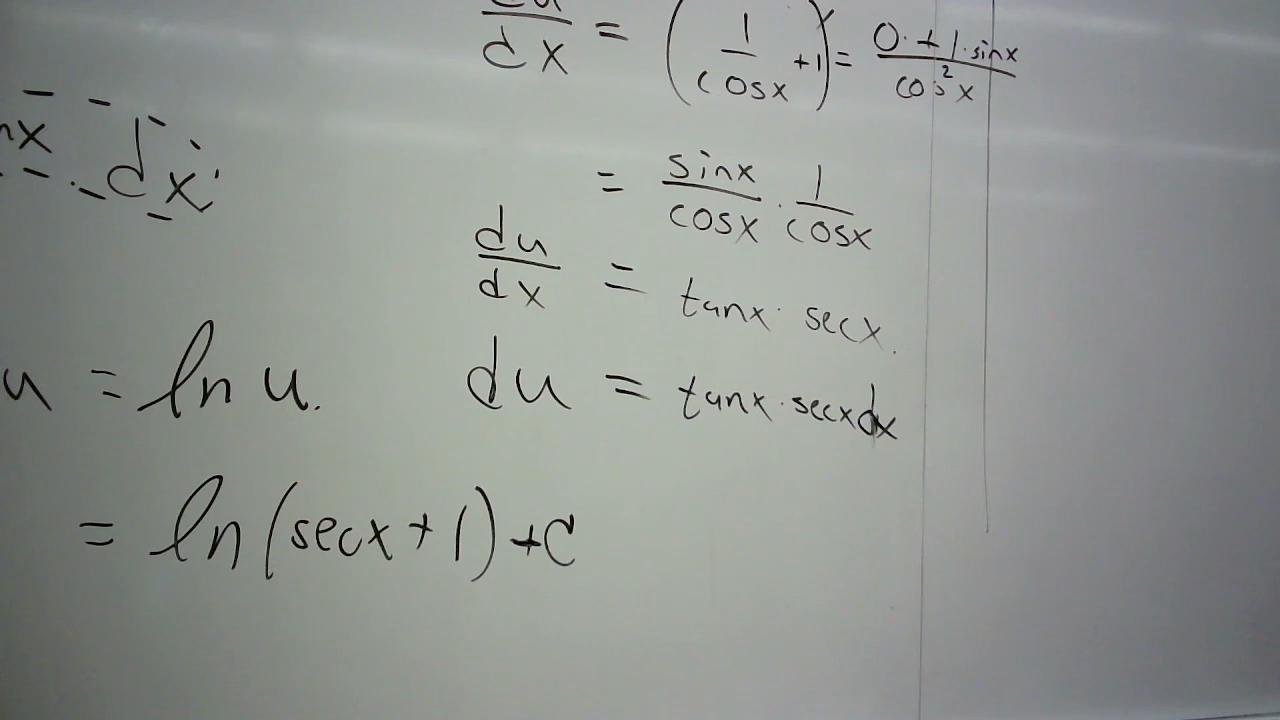 du/dx = (1/cosx + 1)' = (0 + 1·sinx)/cos²x
= sinx/cosx · 1/cosx
dx
du/dx = tanx · secx.
u = ln u.
du = tanx · secx dx
= ln(secx + 1) + C